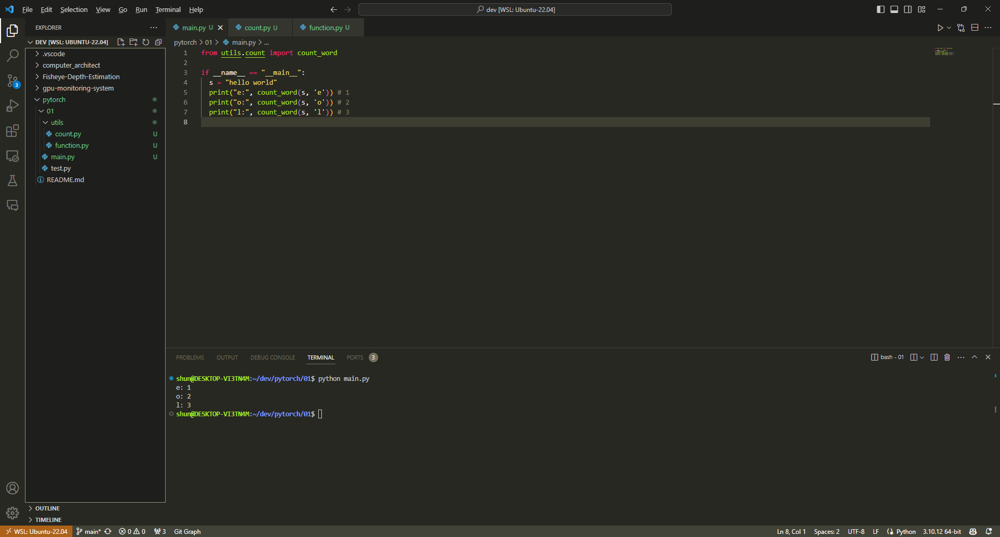 File Edit Selection View Go Run Terminal Help
dev [WSL: Ubuntu-22.04]
EXPLORER
main.py U
count.py U
function.py U
DEV [WSL: UBUNTU-22.04]
.vscode
computer_architect
Fisheye-Depth-Estimation
gpu-monitoring-system
pytorch
01
utils
count.py U
function.py U
main.py U
test.py
README.md
OUTLINE
TIMELINE
3
pytorch > 01 > main.py > ...
1 from utils.count import count_word
2
3 if __name__ == "__main__":
4 s = "hello world"
5 print("e:", count_word(s, 'e')) # 1
6 print("o:", count_word(s, 'o')) # 2
7 print("l:", count_word(s, 'l')) # 3
8
PROBLEMS OUTPUT DEBUG CONSOLE TERMINAL PORTS 3
bash - 01
shun@DESKTOP-VI3TN4M:~/dev/pytorch/01$ python main.py
e: 1
o: 2
l: 3
shun@DESKTOP-VI3TN4M:~/dev/pytorch/01$
WSL: Ubuntu-22.04 main* 0 0 3 Git Graph
Ln 8, Col 1 Spaces: 2 UTF-8 LF Python 3.10.12 64-bit